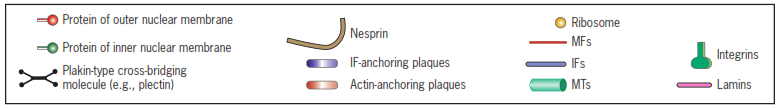 Protein of outer nuclear membrane
Protein of inner nuclear membrane
Plakin-type cross-bridging
molecule (e.g., plectin)
Nesprin
IF-anchoring plaques
Actin-anchoring plaques
Ribosome
MFs
IFs
MTs
Integrins
Lamins